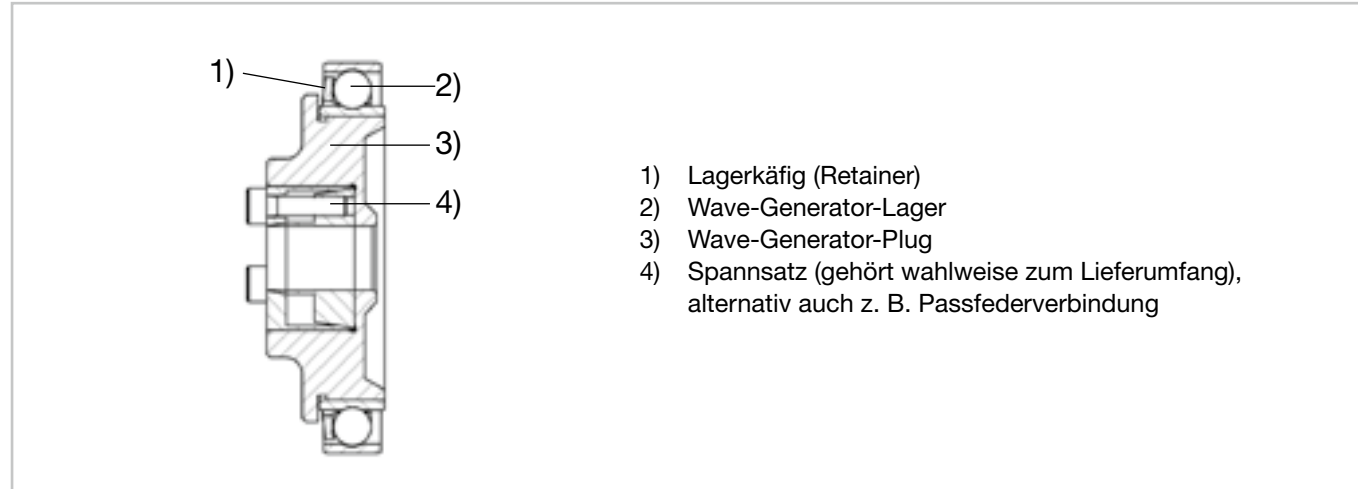 1)
2)
3)
4)
1) Lagerkäfig (Retainer)
2) Wave-Generator-Lager
3) Wave-Generator-Plug
4) Spannsatz (gehört wahlweise zum Lieferumfang),
alternativ auch z. B. Passfederverbindung